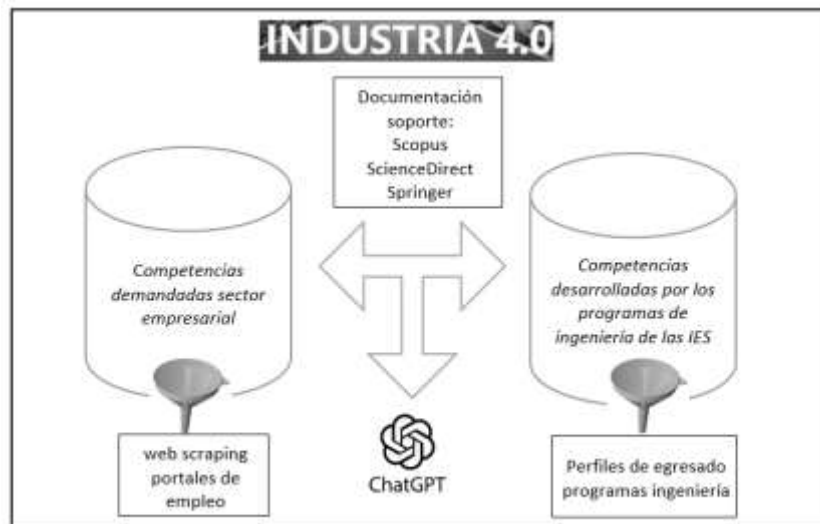 INDUSTRIA 4.0
Documentación
soporte:
Scopus
ScienceDirect
Springer
Competencias
demandadas sector
empresarial
Competencias
desarrolladas por los
programas de
ingeniería de las IES
web scraping
portales de
empleo
ChatGPT
Perfiles de egresado
programas ingeniería